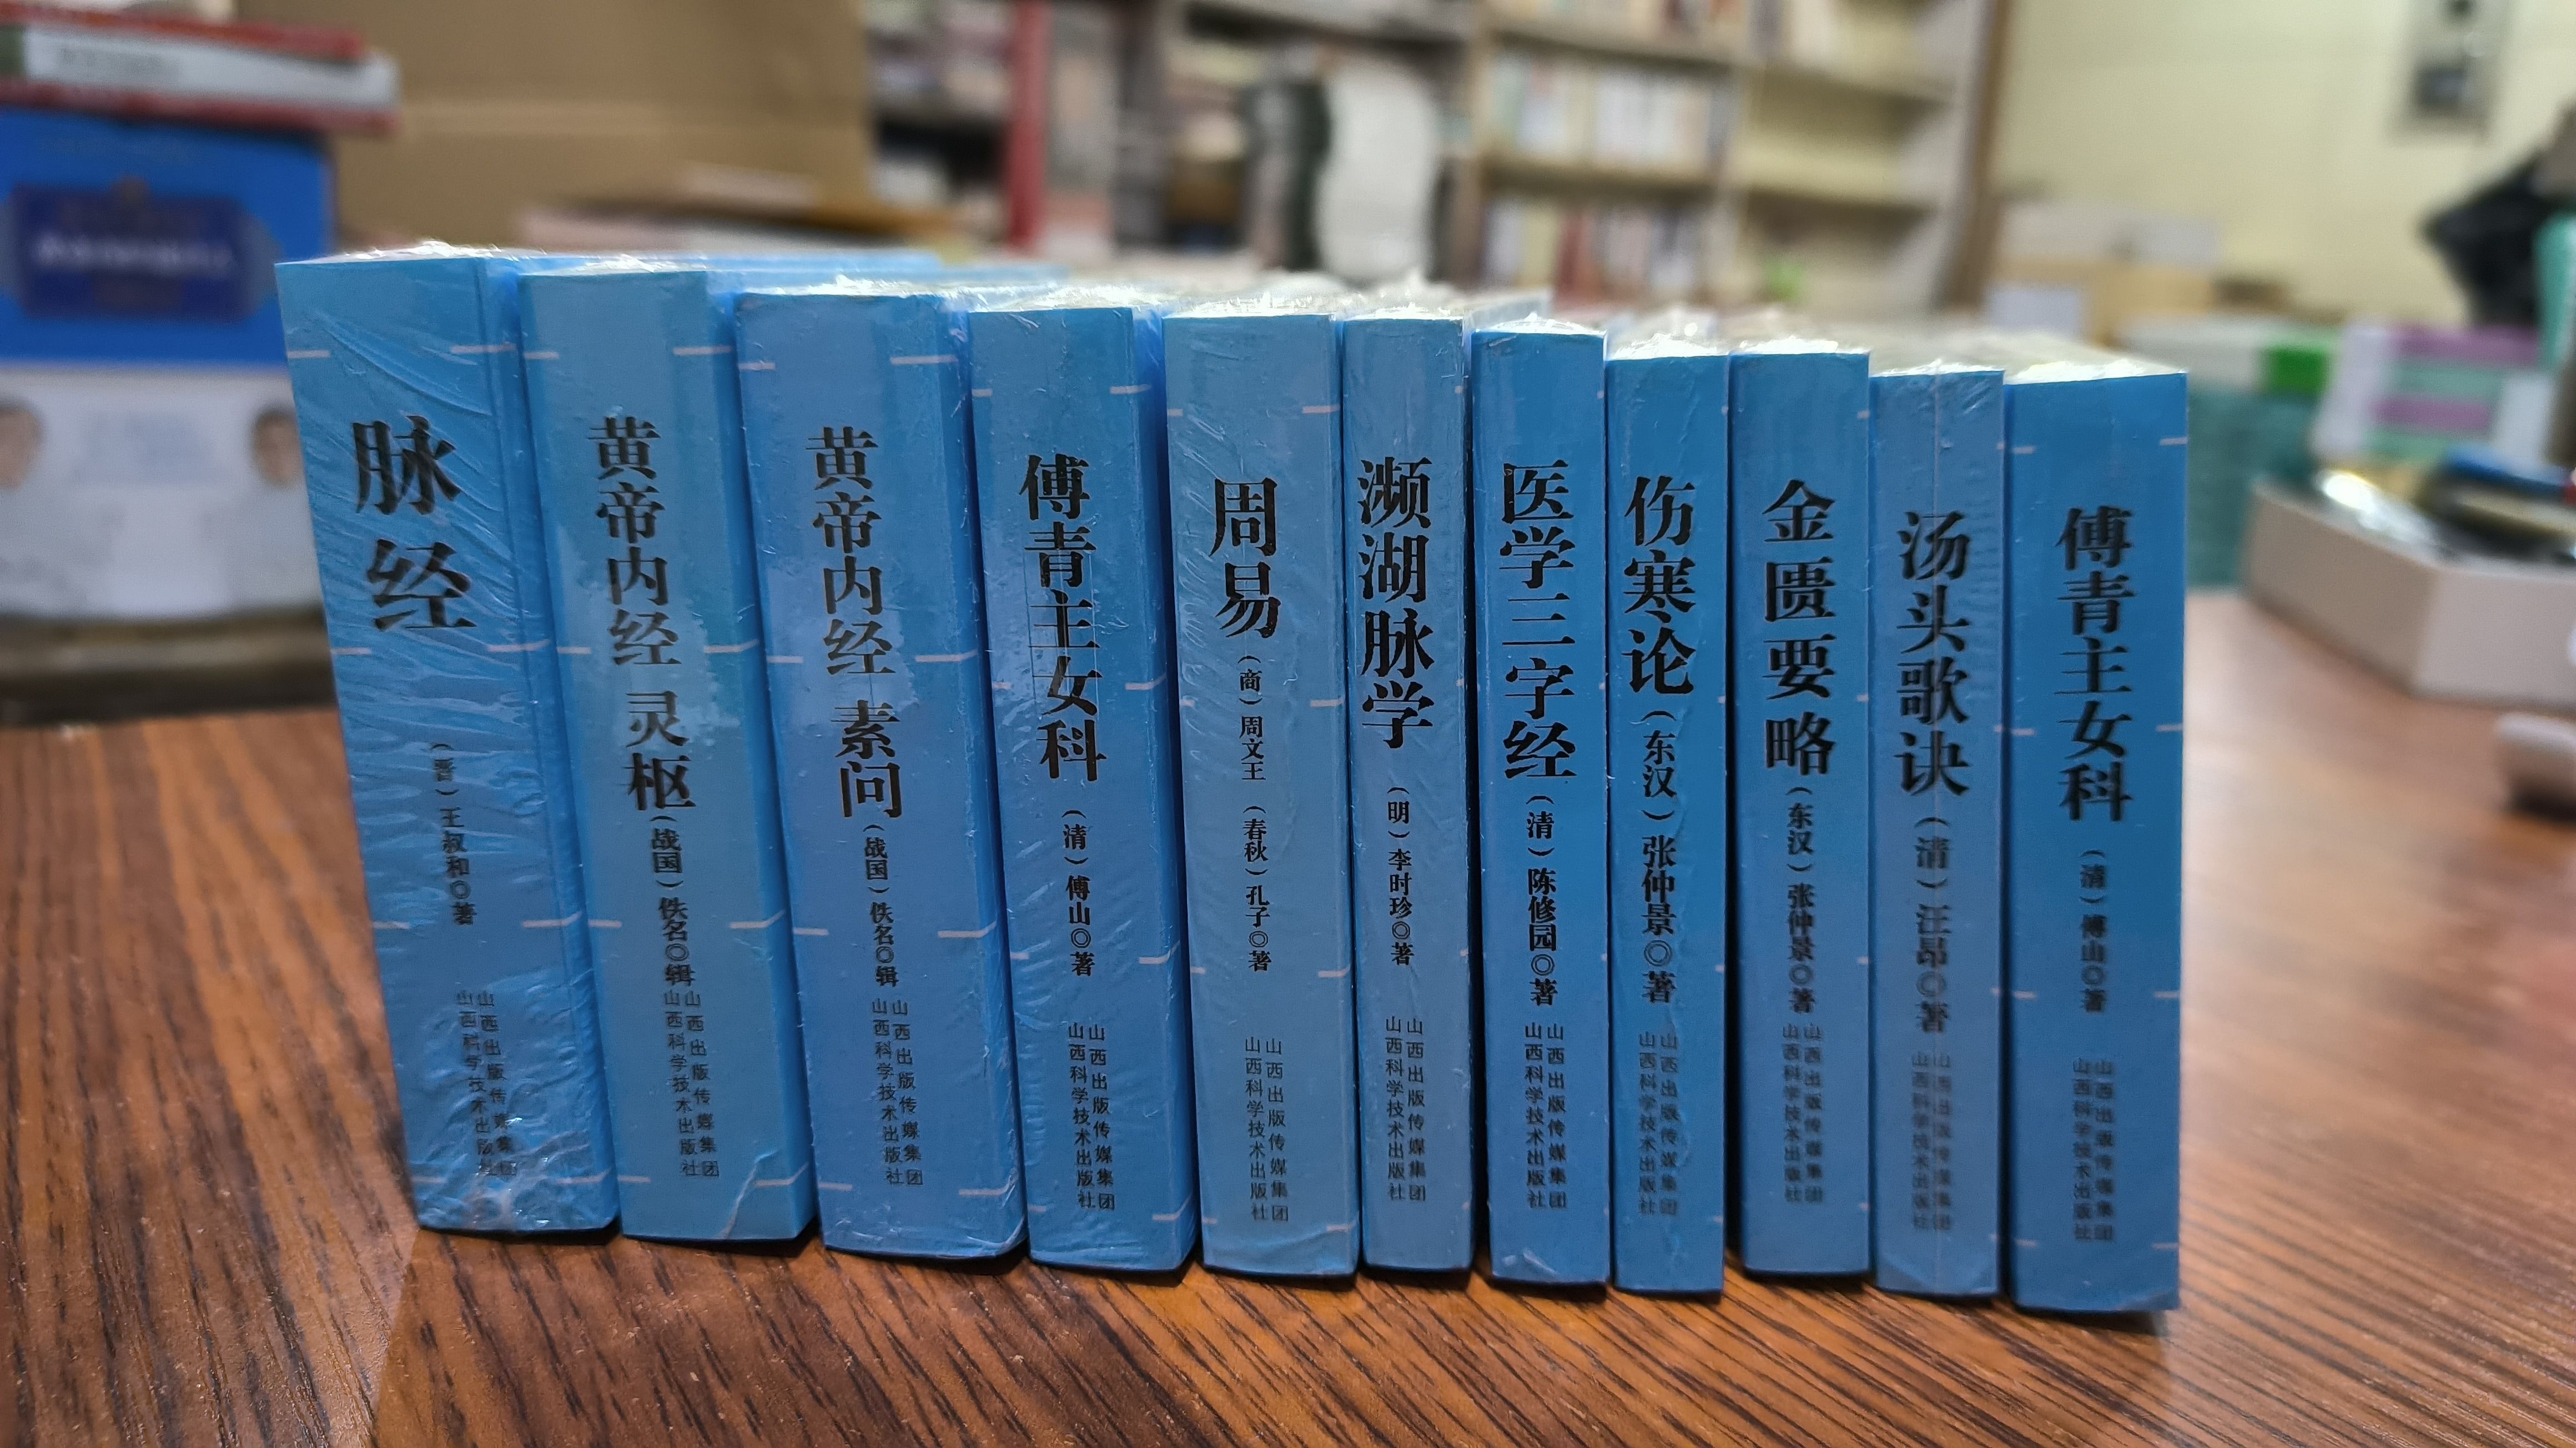 脉经
（晋）王叔和◎著
山西出版传媒集团
山西科学技术出版社
黄帝内经 灵枢
（战国）佚名◎辑
山西出版传媒集团
山西科学技术出版社
黄帝内经 素问
（战国）佚名◎辑
山西出版传媒集团
山西科学技术出版社
傅青主女科
（清）傅山◎著
山西出版传媒集团
山西科学技术出版社
周易
（商）周文王 （春秋）孔子◎著
山西出版传媒集团
山西科学技术出版社
濒湖脉学
（明）李时珍◎著
山西出版传媒集团
山西科学技术出版社
医学三字经
（清）陈修园◎著
山西出版传媒集团
山西科学技术出版社
伤寒论
（东汉）张仲景◎著
山西出版传媒集团
山西科学技术出版社
金匮要略
（东汉）张仲景◎著
山西出版传媒集团
山西科学技术出版社
汤头歌诀
（清）汪昂◎著
山西出版传媒集团
山西科学技术出版社
傅青主女科
（清）傅山◎著
山西出版传媒集团
山西科学技术出版社